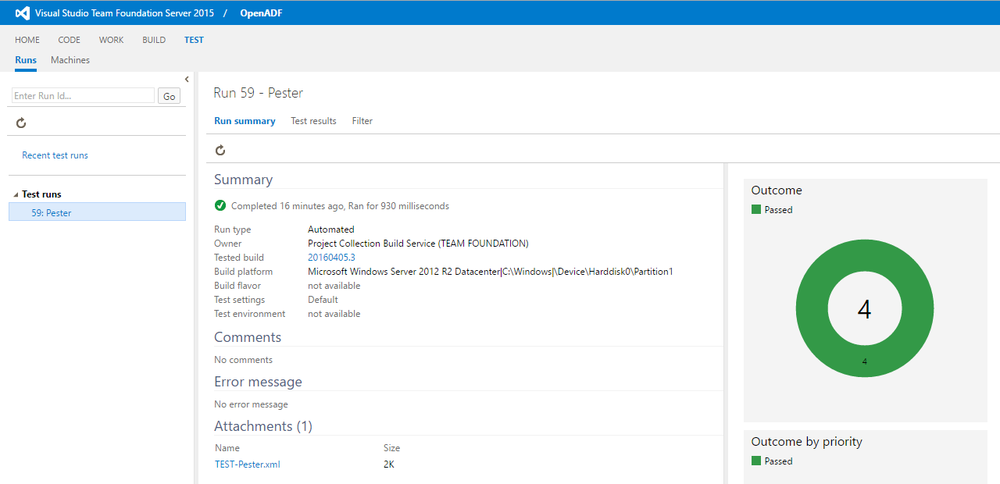 Visual Studio Team Foundation Server 2015 / OpenADF
HOME CODE WORK BUILD TEST
Runs Machines
Enter Run Id... Go
Recent test runs
Test runs
59: Pester
Run 59 - Pester
Run summary Test results Filter
Summary
Completed 16 minutes ago, Ran for 930 milliseconds
Run type Automated
Owner Project Collection Build Service (TEAM FOUNDATION)
Tested build 20160405.3
Build platform Microsoft Windows Server 2012 R2 Datacenter|C:\Windows|\Device\Harddisk0\Partition1
Build flavor not available
Test settings Default
Test environment not available
Comments
No comments
Error message
No error message
Attachments (1)
Name Size
TEST-Pester.xml 2K
Outcome
Passed
4
4
Outcome by priority
Passed